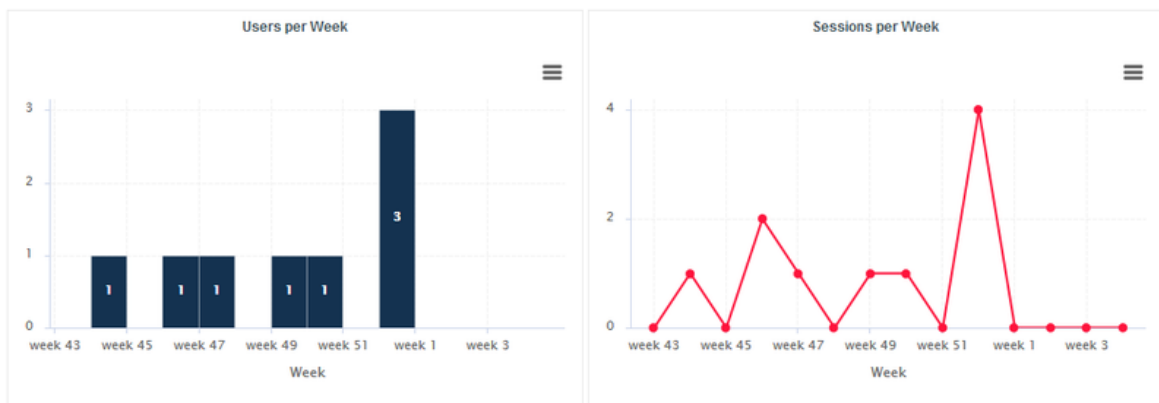 Users per Week
3
2
1
0
1
1
1
1
1
3
week 43
week 45
week 47
week 49
week 51
week 1
week 3
Week
Sessions per Week
4
2
0
week 43
week 45
week 47
week 49
week 51
week 1
week 3
Week